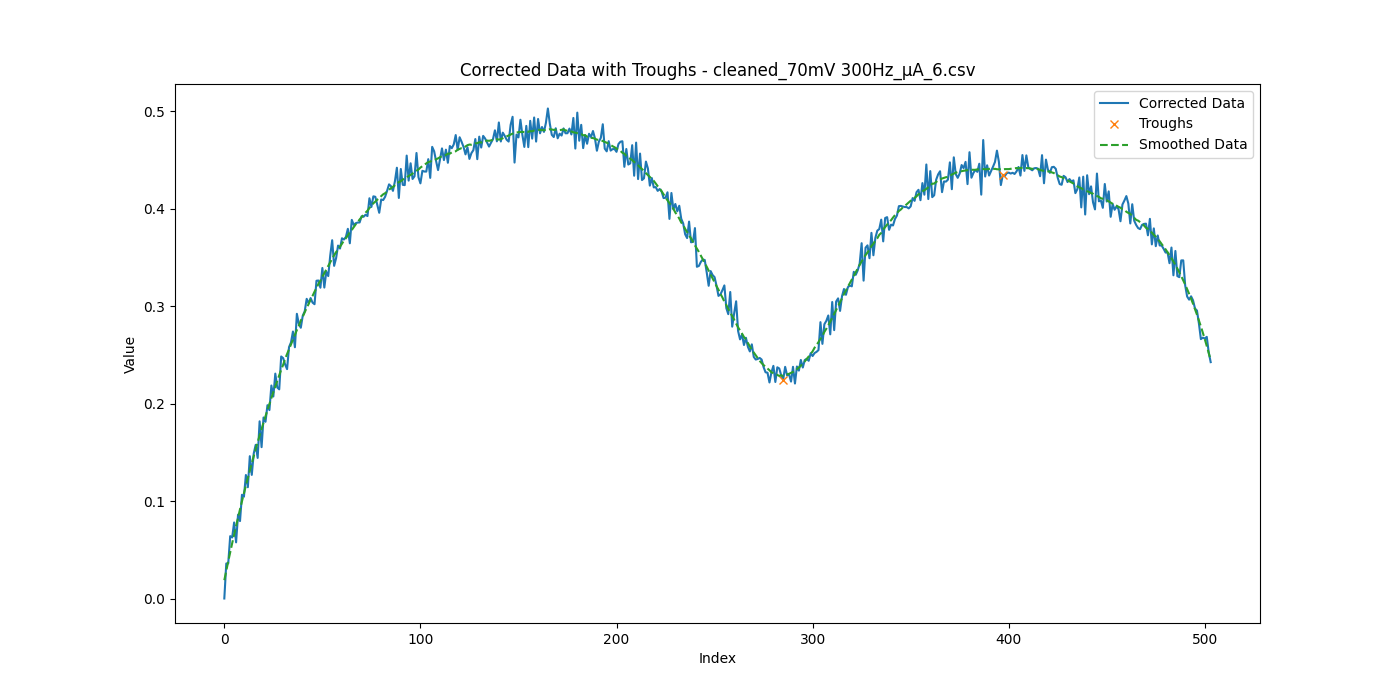 Corrected Data with Troughs - cleaned_70mV 300Hz_μA_6.csv
Corrected Data
Troughs
Smoothed Data
Value
0.5
0.4
0.3
0.2
0.1
0.0
0 100 200 300 400 500
Index